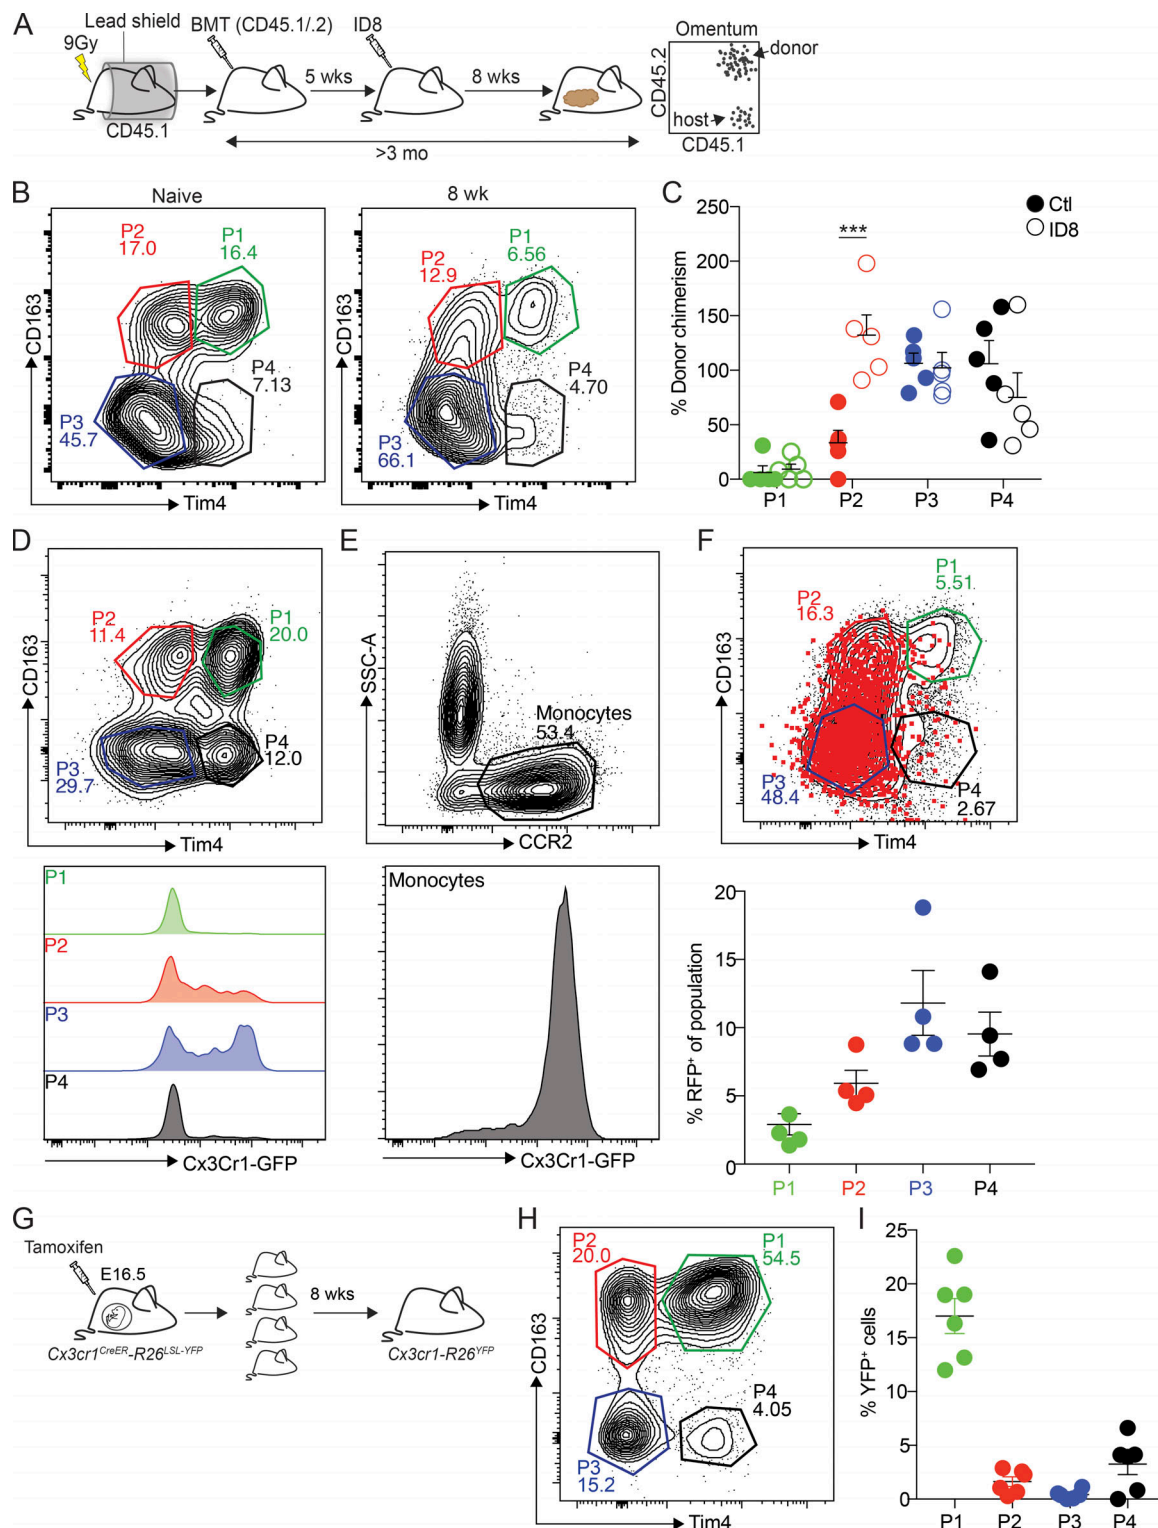 A
Lead shield
9Gy
CD45.1
BMT (CD45.1/.2)
5 wks
ID8
8 wks
>3 mo
Omentum
CD45.2
donor
host
CD45.1
B
Naive
P2
17.0
P1
16.4
P4
7.13
P3
45.7
CD163
Tim4
8 wk
P2
12.9
P1
6.56
P4
4.70
P3
66.1
CD163
Tim4
C
Ctl
ID8
***
% Donor chimerism
250
200
150
100
50
0
P1 P2 P3 P4
D
P2
11.4
P1
20.0
P4
12.0
P3
29.7
CD163
Tim4
P1
P2
P3
P4
Cx3Cr1-GFP
E
SSC-A
Monocytes
53.4
CCR2
Monocytes
Cx3Cr1-GFP
F
P1
5.51
P2
16.3
P3
48.4
P4
2.67
CD163
Tim4
% RFP+ of population
20
15
10
5
0
P1 P2 P3 P4
G
Tamoxifen
E16.5
8 wks
Cx3cr1CreER-R26LSL-YFP
Cx3cr1-R26YFP
H
P2
20.0
P1
54.5
P4
4.05
P3
15.2
CD163
Tim4
I
% YFP+ cells
25
20
15
10
5
0
P1 P2 P3 P4